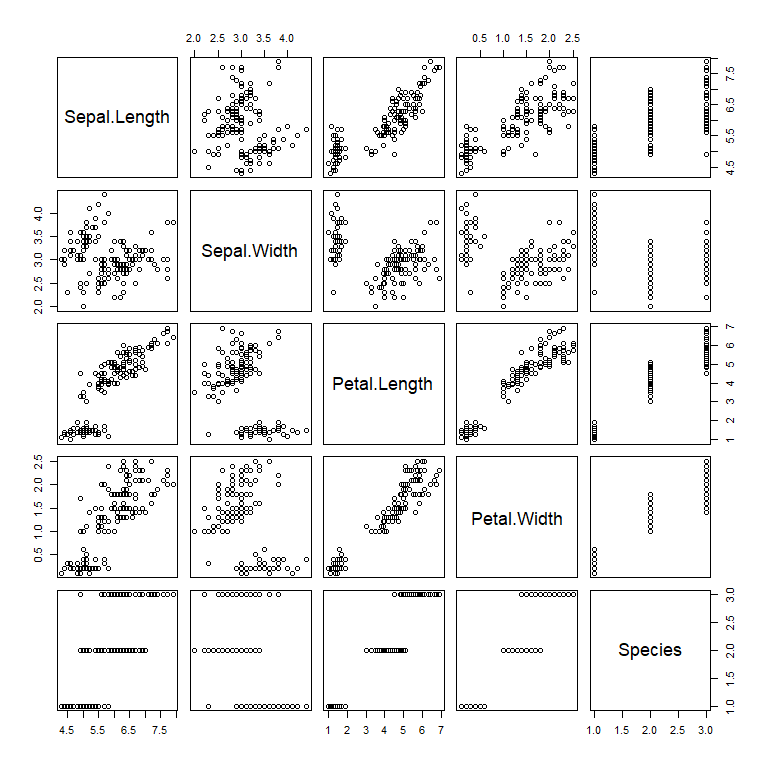 2.0 2.5 3.0 3.5 4.0
0.5 1.5 2.5
Sepal.Length
4.5 5.5 6.5 7.5
2.0 2.5 3.0 3.5 4.0
Sepal.Width
Petal.Length
1 2 3 4 5 6 7
0.5 1.0 1.5 2.0 2.5
Petal.Width
Species
1.0 1.5 2.0 2.5 3.0
4.5 5.5 6.5 7.5
1 2 3 4 5 6 7
1.0 1.5 2.0 2.5 3.0